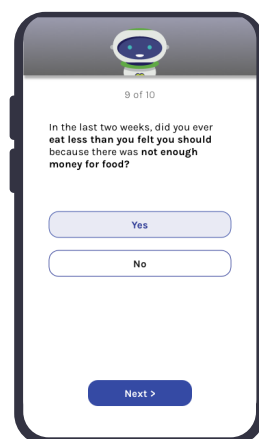 9 of 10
In the last two weeks, did you ever
eat less than you felt you should
because there was not enough
money for food?
Yes
No
Next >